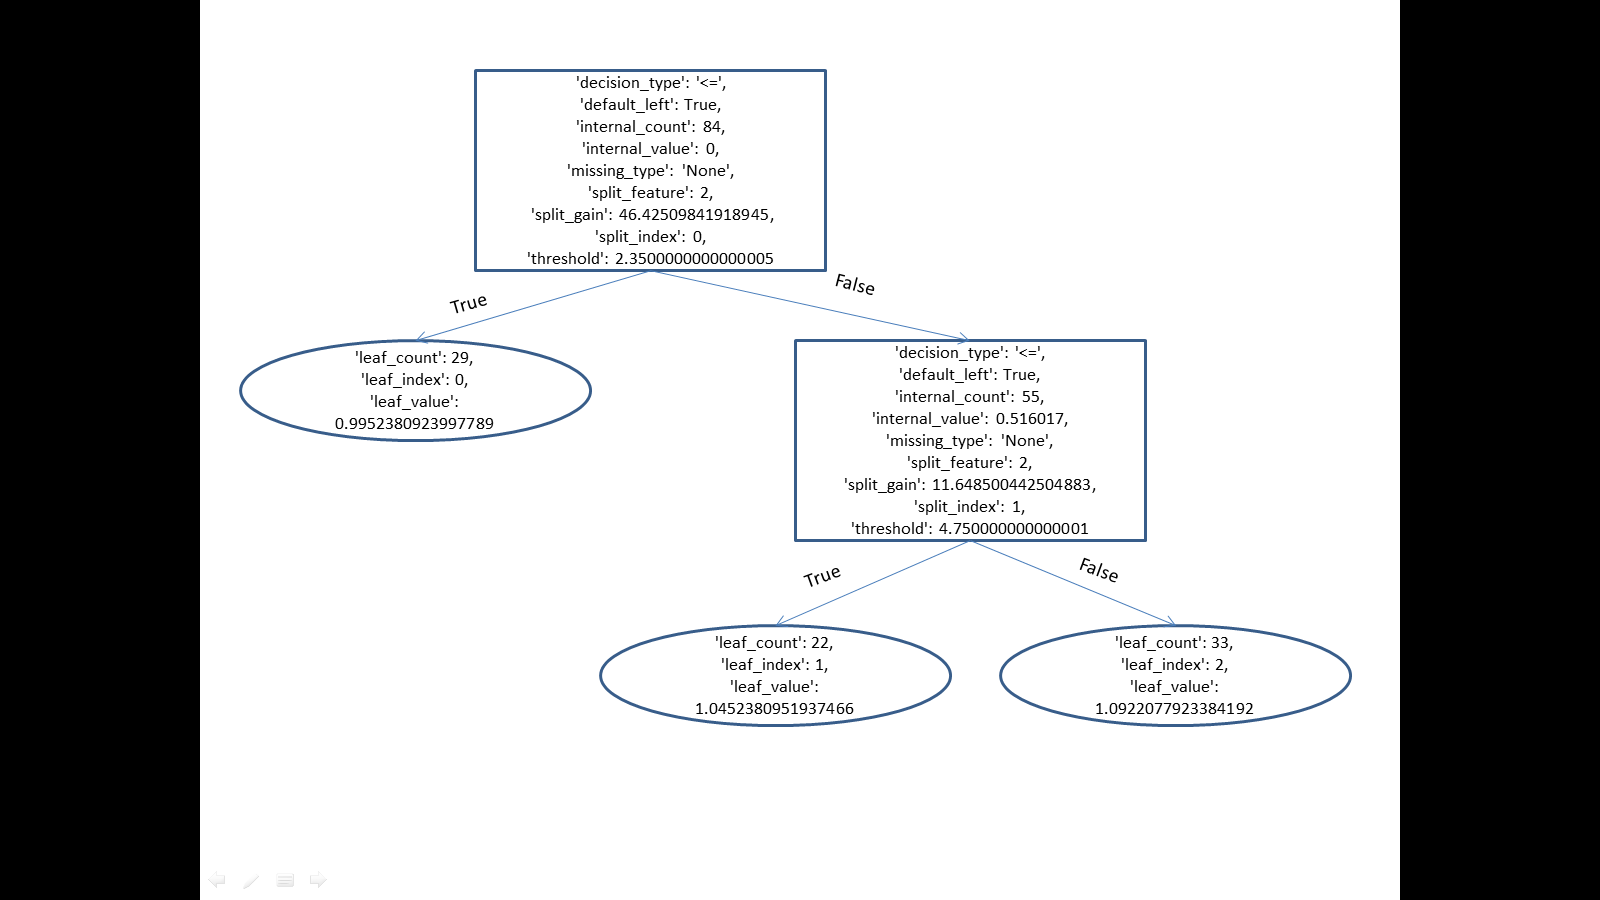 'decision_type': '<=',
'default_left': True,
'internal_count': 84,
'internal_value': 0,
'missing_type': 'None',
'split_feature': 2,
'split_gain': 46.42509841918945,
'split_index': 0,
'threshold': 2.3500000000000005
True
False
'leaf_count': 29,
'leaf_index': 0,
'leaf_value':
0.9952380923997789
'decision_type': '<=',
'default_left': True,
'internal_count': 55,
'internal_value': 0.516017,
'missing_type': 'None',
'split_feature': 2,
'split_gain': 11.648500442504883,
'split_index': 1,
'threshold': 4.750000000000001
True
False
'leaf_count': 22,
'leaf_index': 1,
'leaf_value':
1.0452380951937466
'leaf_count': 33,
'leaf_index': 2,
'leaf_value':
1.0922077923384192